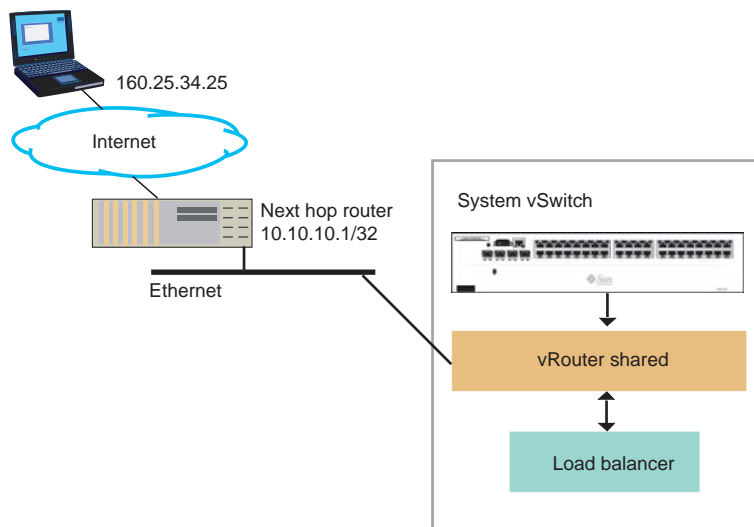 160.25.34.25
Internet
Next hop router
10.10.10.1/32
Ethernet
System vSwitch
Sun
vRouter shared
Load balancer